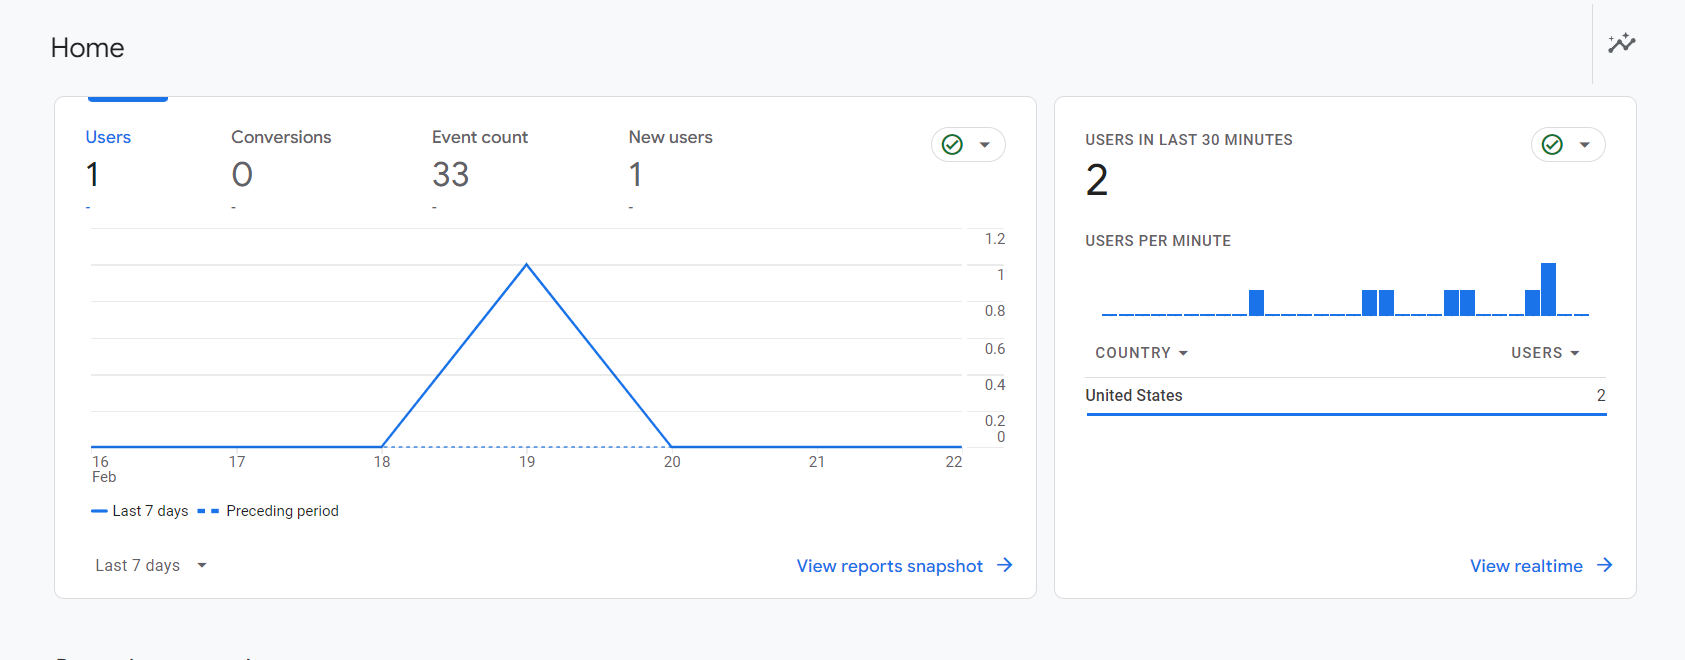 Home
Users
1
-
Conversions
0
-
Event count
33
-
New users
1
-
1.2
1
0.8
0.6
0.4
0.2
0
16 17 18 19 20 21 22
Feb
Last 7 days Preceding period
Last 7 days
View reports snapshot
USERS IN LAST 30 MINUTES
2
USERS PER MINUTE
COUNTRY USERS
United States 2
View realtime